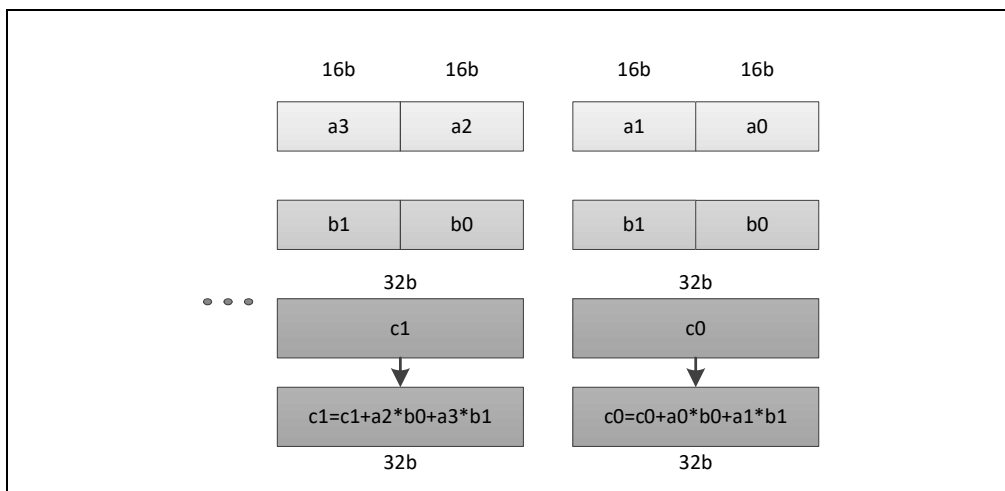 16b 16b 16b 16b
a3 a2 a1 a0
b1 b0 b1 b0
32b 32b
c1 c0
c1=c1+a2*b0+a3*b1 c0=c0+a0*b0+a1*b1
32b 32b